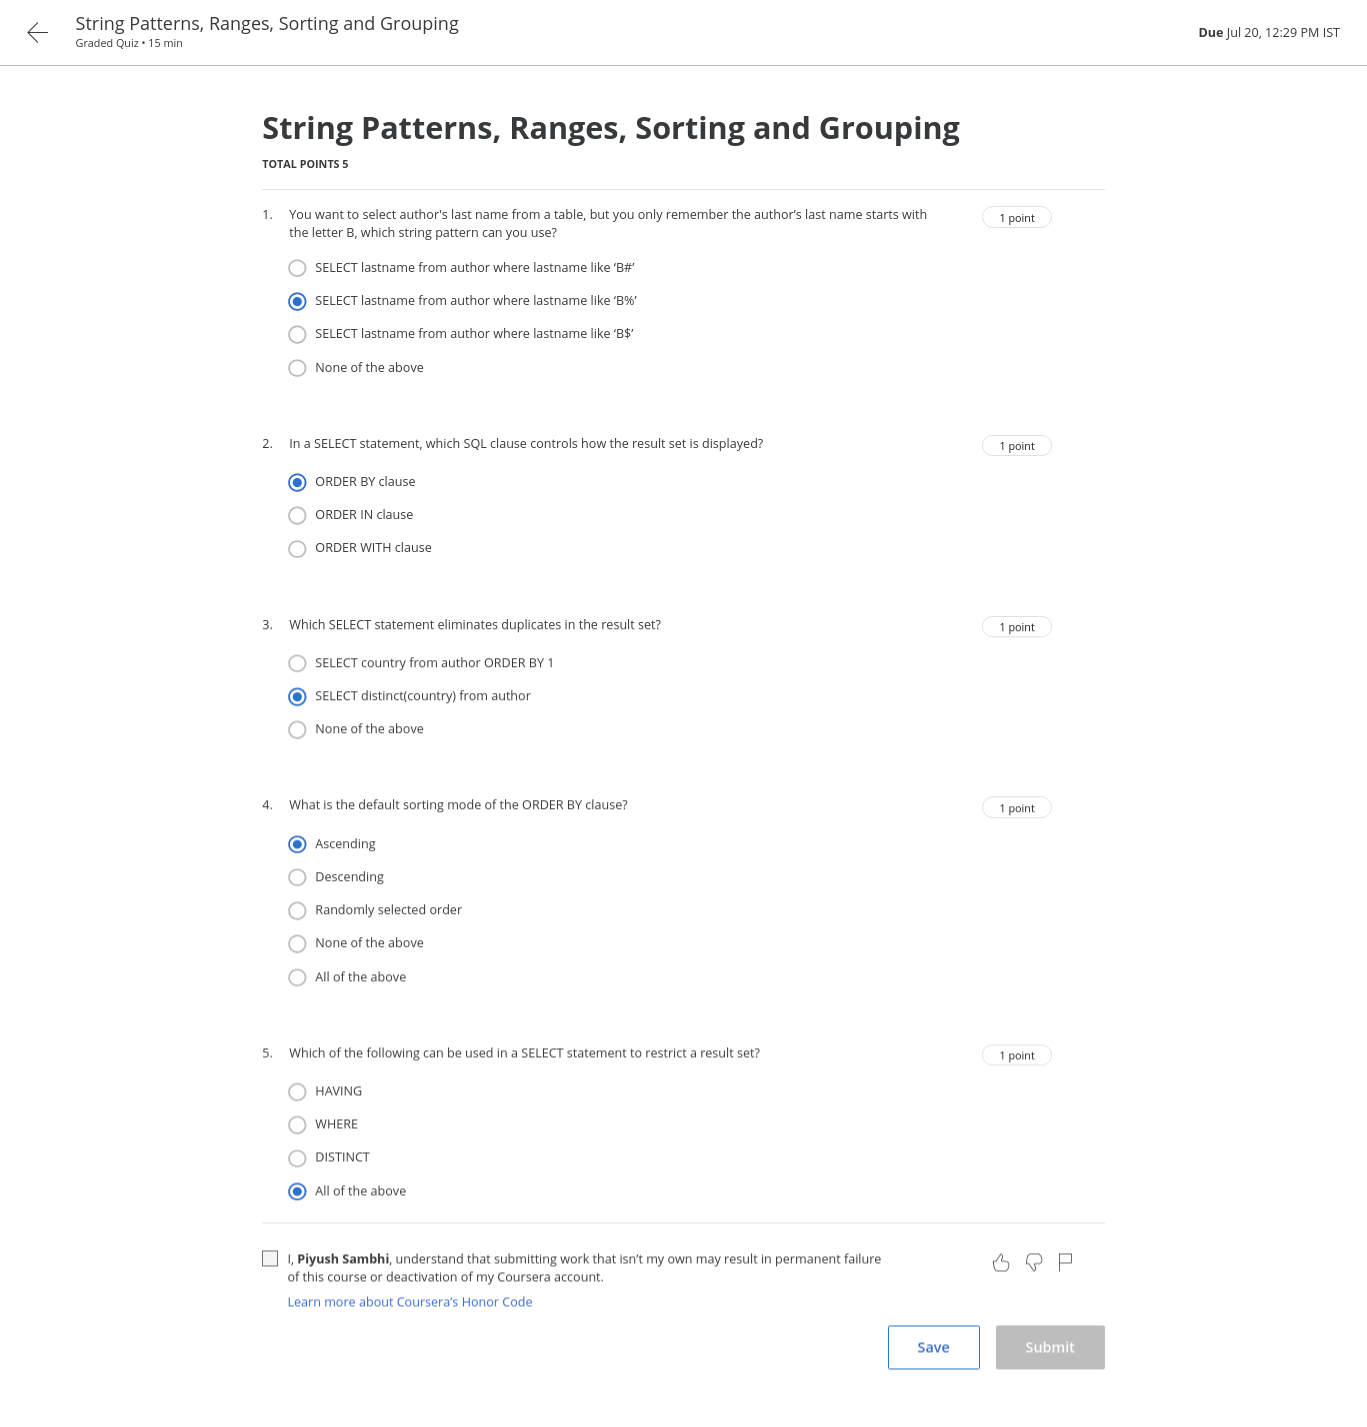 String Patterns, Ranges, Sorting and Grouping
Graded Quiz • 15 min
Due Jul 20, 12:29 PM IST
String Patterns, Ranges, Sorting and Grouping
TOTAL POINTS 5
1. You want to select author's last name from a table, but you only remember the author’s last name starts with
the letter B, which string pattern can you use?
1 point
SELECT lastname from author where lastname like ‘B#’
SELECT lastname from author where lastname like ‘B%’
SELECT lastname from author where lastname like ‘B$’
None of the above
2. In a SELECT statement, which SQL clause controls how the result set is displayed?
1 point
ORDER BY clause
ORDER IN clause
ORDER WITH clause
3. Which SELECT statement eliminates duplicates in the result set?
1 point
SELECT country from author ORDER BY 1
SELECT distinct(country) from author
None of the above
4. What is the default sorting mode of the ORDER BY clause?
1 point
Ascending
Descending
Randomly selected order
None of the above
All of the above
5. Which of the following can be used in a SELECT statement to restrict a result set?
1 point
HAVING
WHERE
DISTINCT
All of the above
I, Piyush Sambhi, understand that submitting work that isn’t my own may result in permanent failure
of this course or deactivation of my Coursera account.
Learn more about Coursera’s Honor Code
Save
Submit